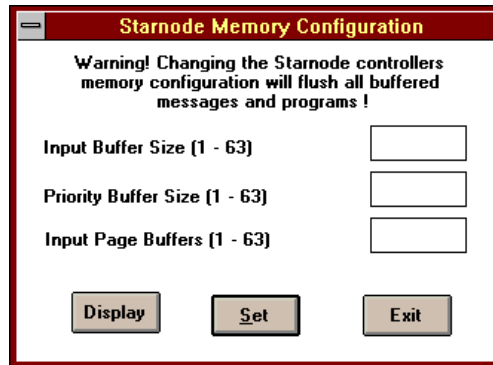 Starnode Memory Configuration
Warning! Changing the Starnode controllers
memory configuration will flush all buffered
messages and programs !
Input Buffer Size (1 - 63)
Priority Buffer Size (1 - 63)
Input Page Buffers (1 - 63)
Display Set Exit